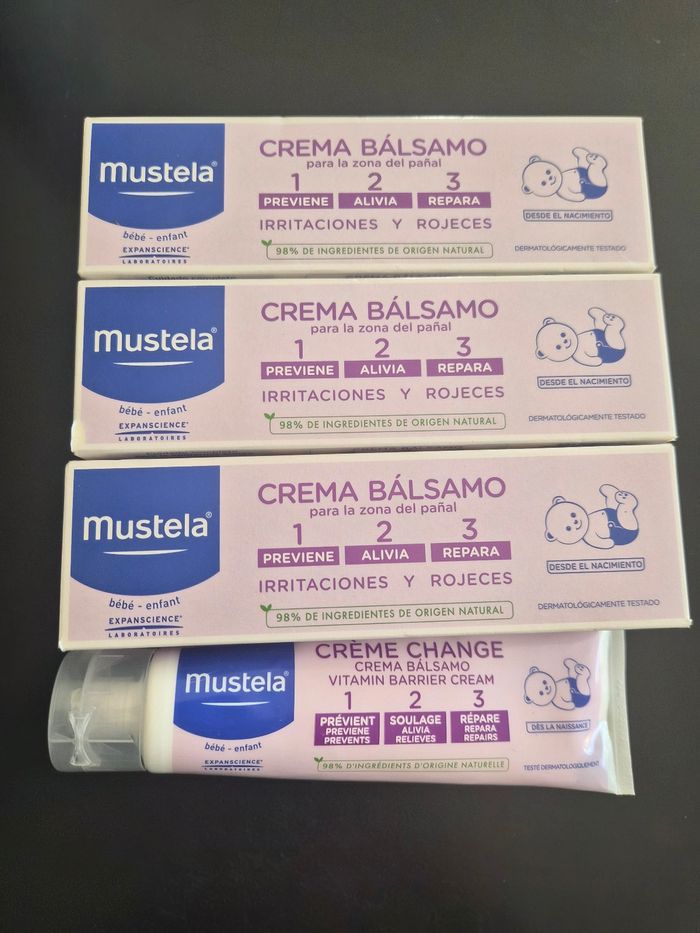 mustela®
bébé - enfant
EXPANSCIENCE®
LABORATOIRES
CREMA BÁLSAMO
para la zona del pañal
1 2 3
PREVIENE ALIVIA REPARA
IRRITACIONES Y ROJECES
98% DE INGREDIENTES DE ORIGEN NATURAL
DESDE EL NACIMIENTO
DERMATOLÓGICAMENTE TESTADO
mustela®
bébé - enfant
EXPANSCIENCE®
LABORATOIRES
CREMA BÁLSAMO
para la zona del pañal
1 2 3
PREVIENE ALIVIA REPARA
IRRITACIONES Y ROJECES
98% DE INGREDIENTES DE ORIGEN NATURAL
DESDE EL NACIMIENTO
DERMATOLÓGICAMENTE TESTADO
mustela®
bébé - enfant
EXPANSCIENCE®
LABORATOIRES
CREMA BÁLSAMO
para la zona del pañal
1 2 3
PREVIENE ALIVIA REPARA
IRRITACIONES Y ROJECES
98% DE INGREDIENTES DE ORIGEN NATURAL
DESDE EL NACIMIENTO
DERMATOLÓGICAMENTE TESTADO
mustela®
bébé - enfant
EXPANSCIENCE®
LABORATOIRES
CRÈME CHANGE
CREMA BÁLSAMO
VITAMIN BARRIER CREAM
1 2 3
PRÉVIENT SOULAGE RÉPARE
PREVIENE ALIVIA REPARA
PREVENTS RELIEVES REPAIRS
98% D'INGRÉDIENTS D'ORIGINE NATURELLE
DÈS LA NAISSANCE
TESTÉ DERMATOLOGIQUEMENT